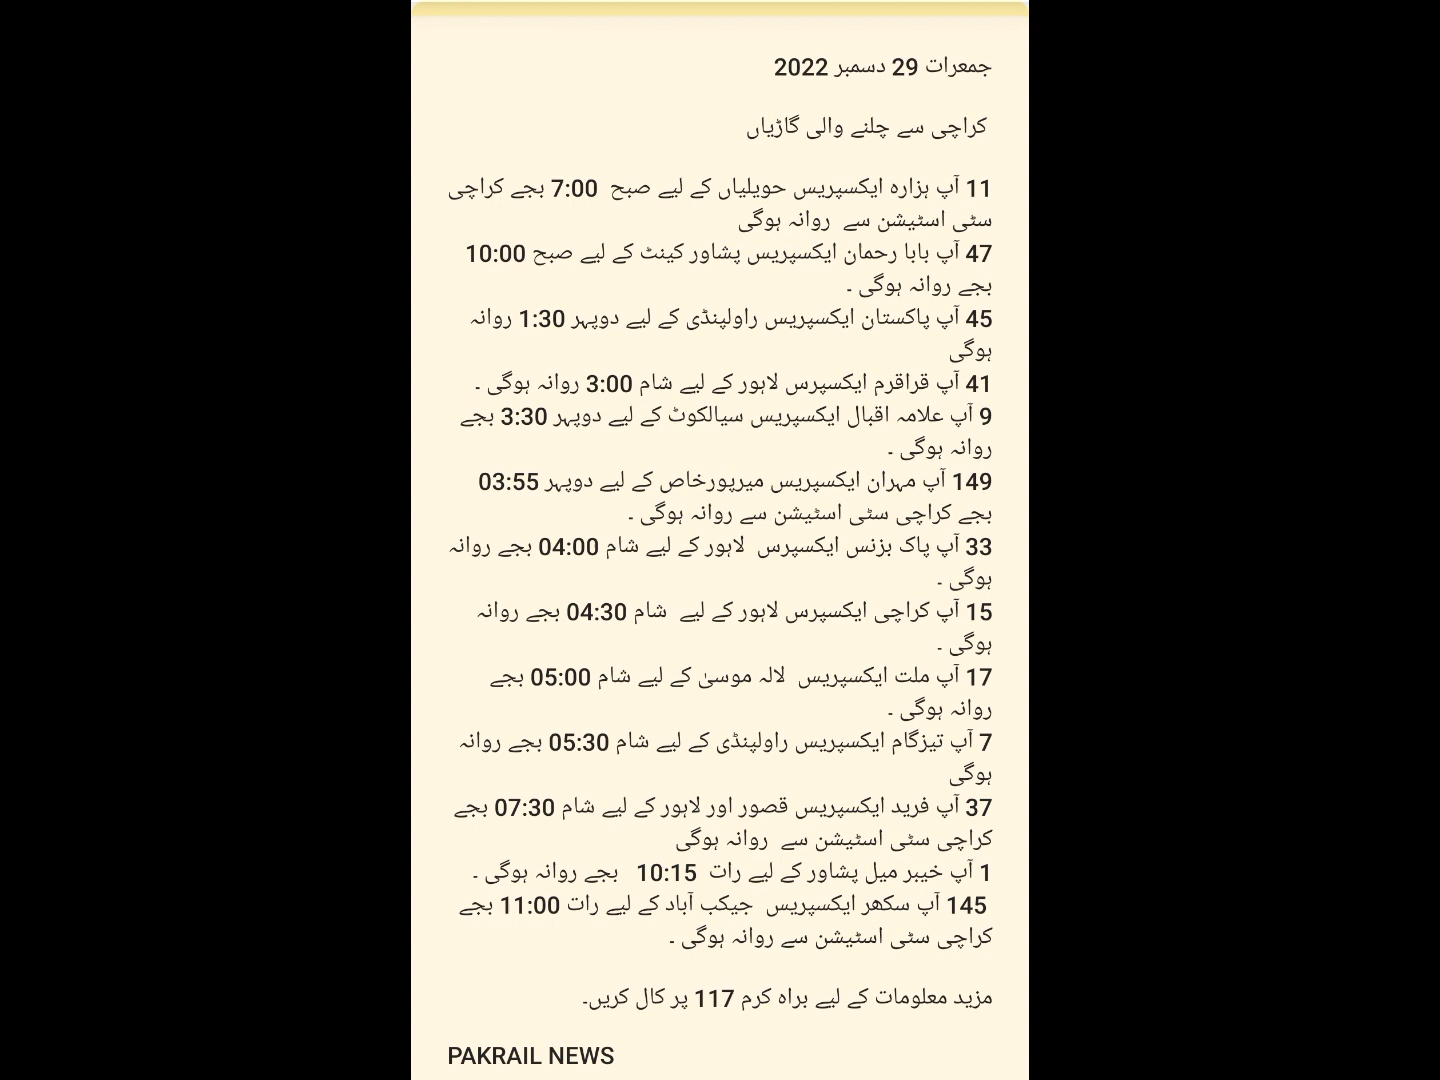 جمعرات 29 دسمبر 2022
کراچی سے چلنے والی گاڑیاں
11 آپ ہزارہ ایکسپریس حویلیاں کے لیے صبح 7:00 بجے کراچی
سٹی اسٹیشن سے روانہ ہوگی
47 آپ بابا رحمان ایکسپریس پشاور کینٹ کے لیے صبح 10:00
بجے روانہ ہوگی ۔
45 آپ پاکستان ایکسپریس راولپنڈی کے لیے دوپہر 1:30 روانہ
ہوگی
41 آپ قراقرم ایکسپرس لاہور کے لیے شام 3:00 روانہ ہوگی ۔
9 آپ علامہ اقبال ایکسپریس سیالکوٹ کے لیے دوپہر 3:30 بجے
روانہ ہوگی ۔
149 آپ مہران ایکسپریس میرپورخاص کے لیے دوپہر 03:55
بجے کراچی سٹی اسٹیشن سے روانہ ہوگی ۔
33 آپ پاک بزنس ایکسپرس لاہور کے لیے شام 04:00 بجے روانہ
ہوگی ۔
15 آپ کراچی ایکسپرس لاہور کے لیے شام 04:30 بجے روانہ
ہوگی ۔
17 آپ ملت ایکسپریس لالہ موسیٰ کے لیے شام 05:00 بجے
روانہ ہوگی ۔
7 آپ تیزگام ایکسپریس راولپنڈی کے لیے شام 05:30 بجے روانہ
ہوگی
37 آپ فرید ایکسپریس قصور اور لاہور کے لیے شام 07:30 بجے
کراچی سٹی اسٹیشن سے روانہ ہوگی
1 آپ خیبر میل پشاور کے لیے رات 10:15 بجے روانہ ہوگی ۔
145 آپ سکھر ایکسپریس جیکب آباد کے لیے رات 11:00 بجے
کراچی سٹی اسٹیشن سے روانہ ہوگی ۔
مزید معلومات کے لیے براہ کرم 117 پر کال کریں۔
PAKRAIL NEWS